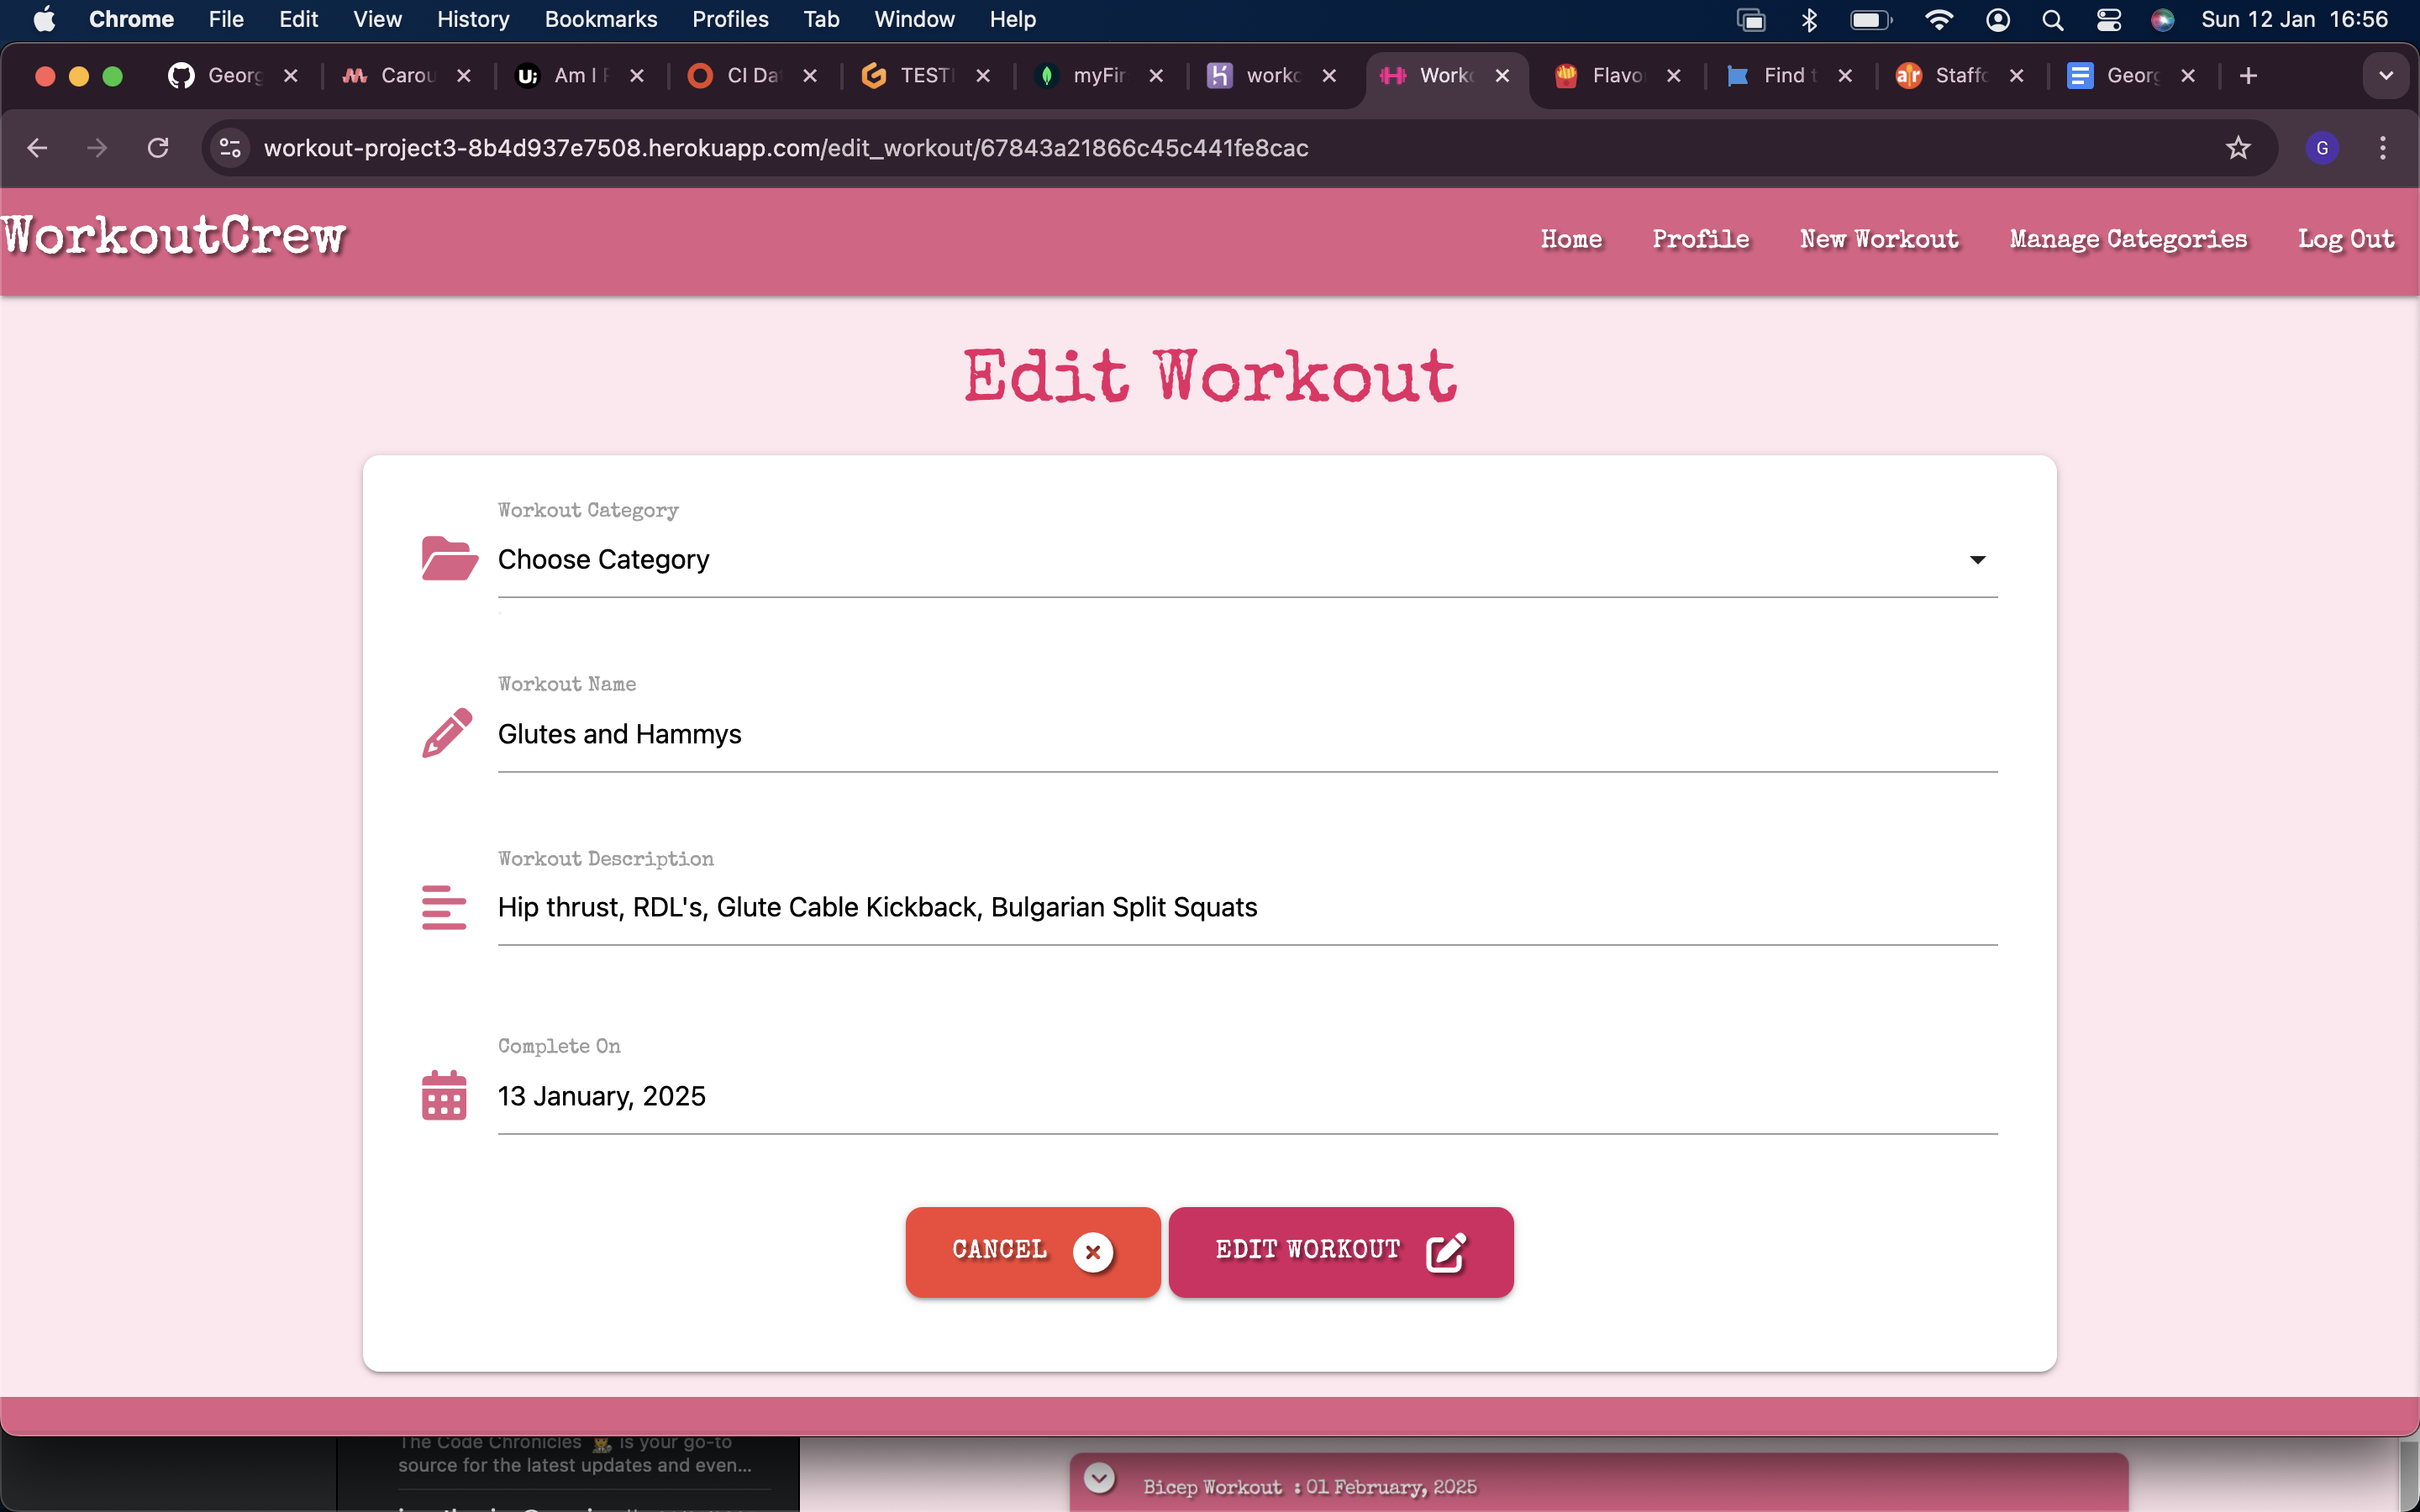 Chrome File Edit View History Bookmarks Profiles Tab Window Help Sun 12 Jan 16:56
Georg Carou Am I CI Da TEST myFir workc Workc Flavo Find Staff Georg
workout-project3-8b4d937e7508.herokuapp.com/edit_workout/67843a21866c45c441fe8cac
G
WorkoutCrew Home Profile New Workout Manage Categories Log Out
Edit Workout
Workout Category
Choose Category
Workout Name
Glutes and Hammys
Workout Description
Hip thrust, RDL's, Glute Cable Kickback, Bulgarian Split Squats
Complete On
13 January, 2025
CANCEL EDIT WORKOUT
The Code Chronicles is your go-to
source for the latest updates and even...
Bicep Workout : 01 February, 2025